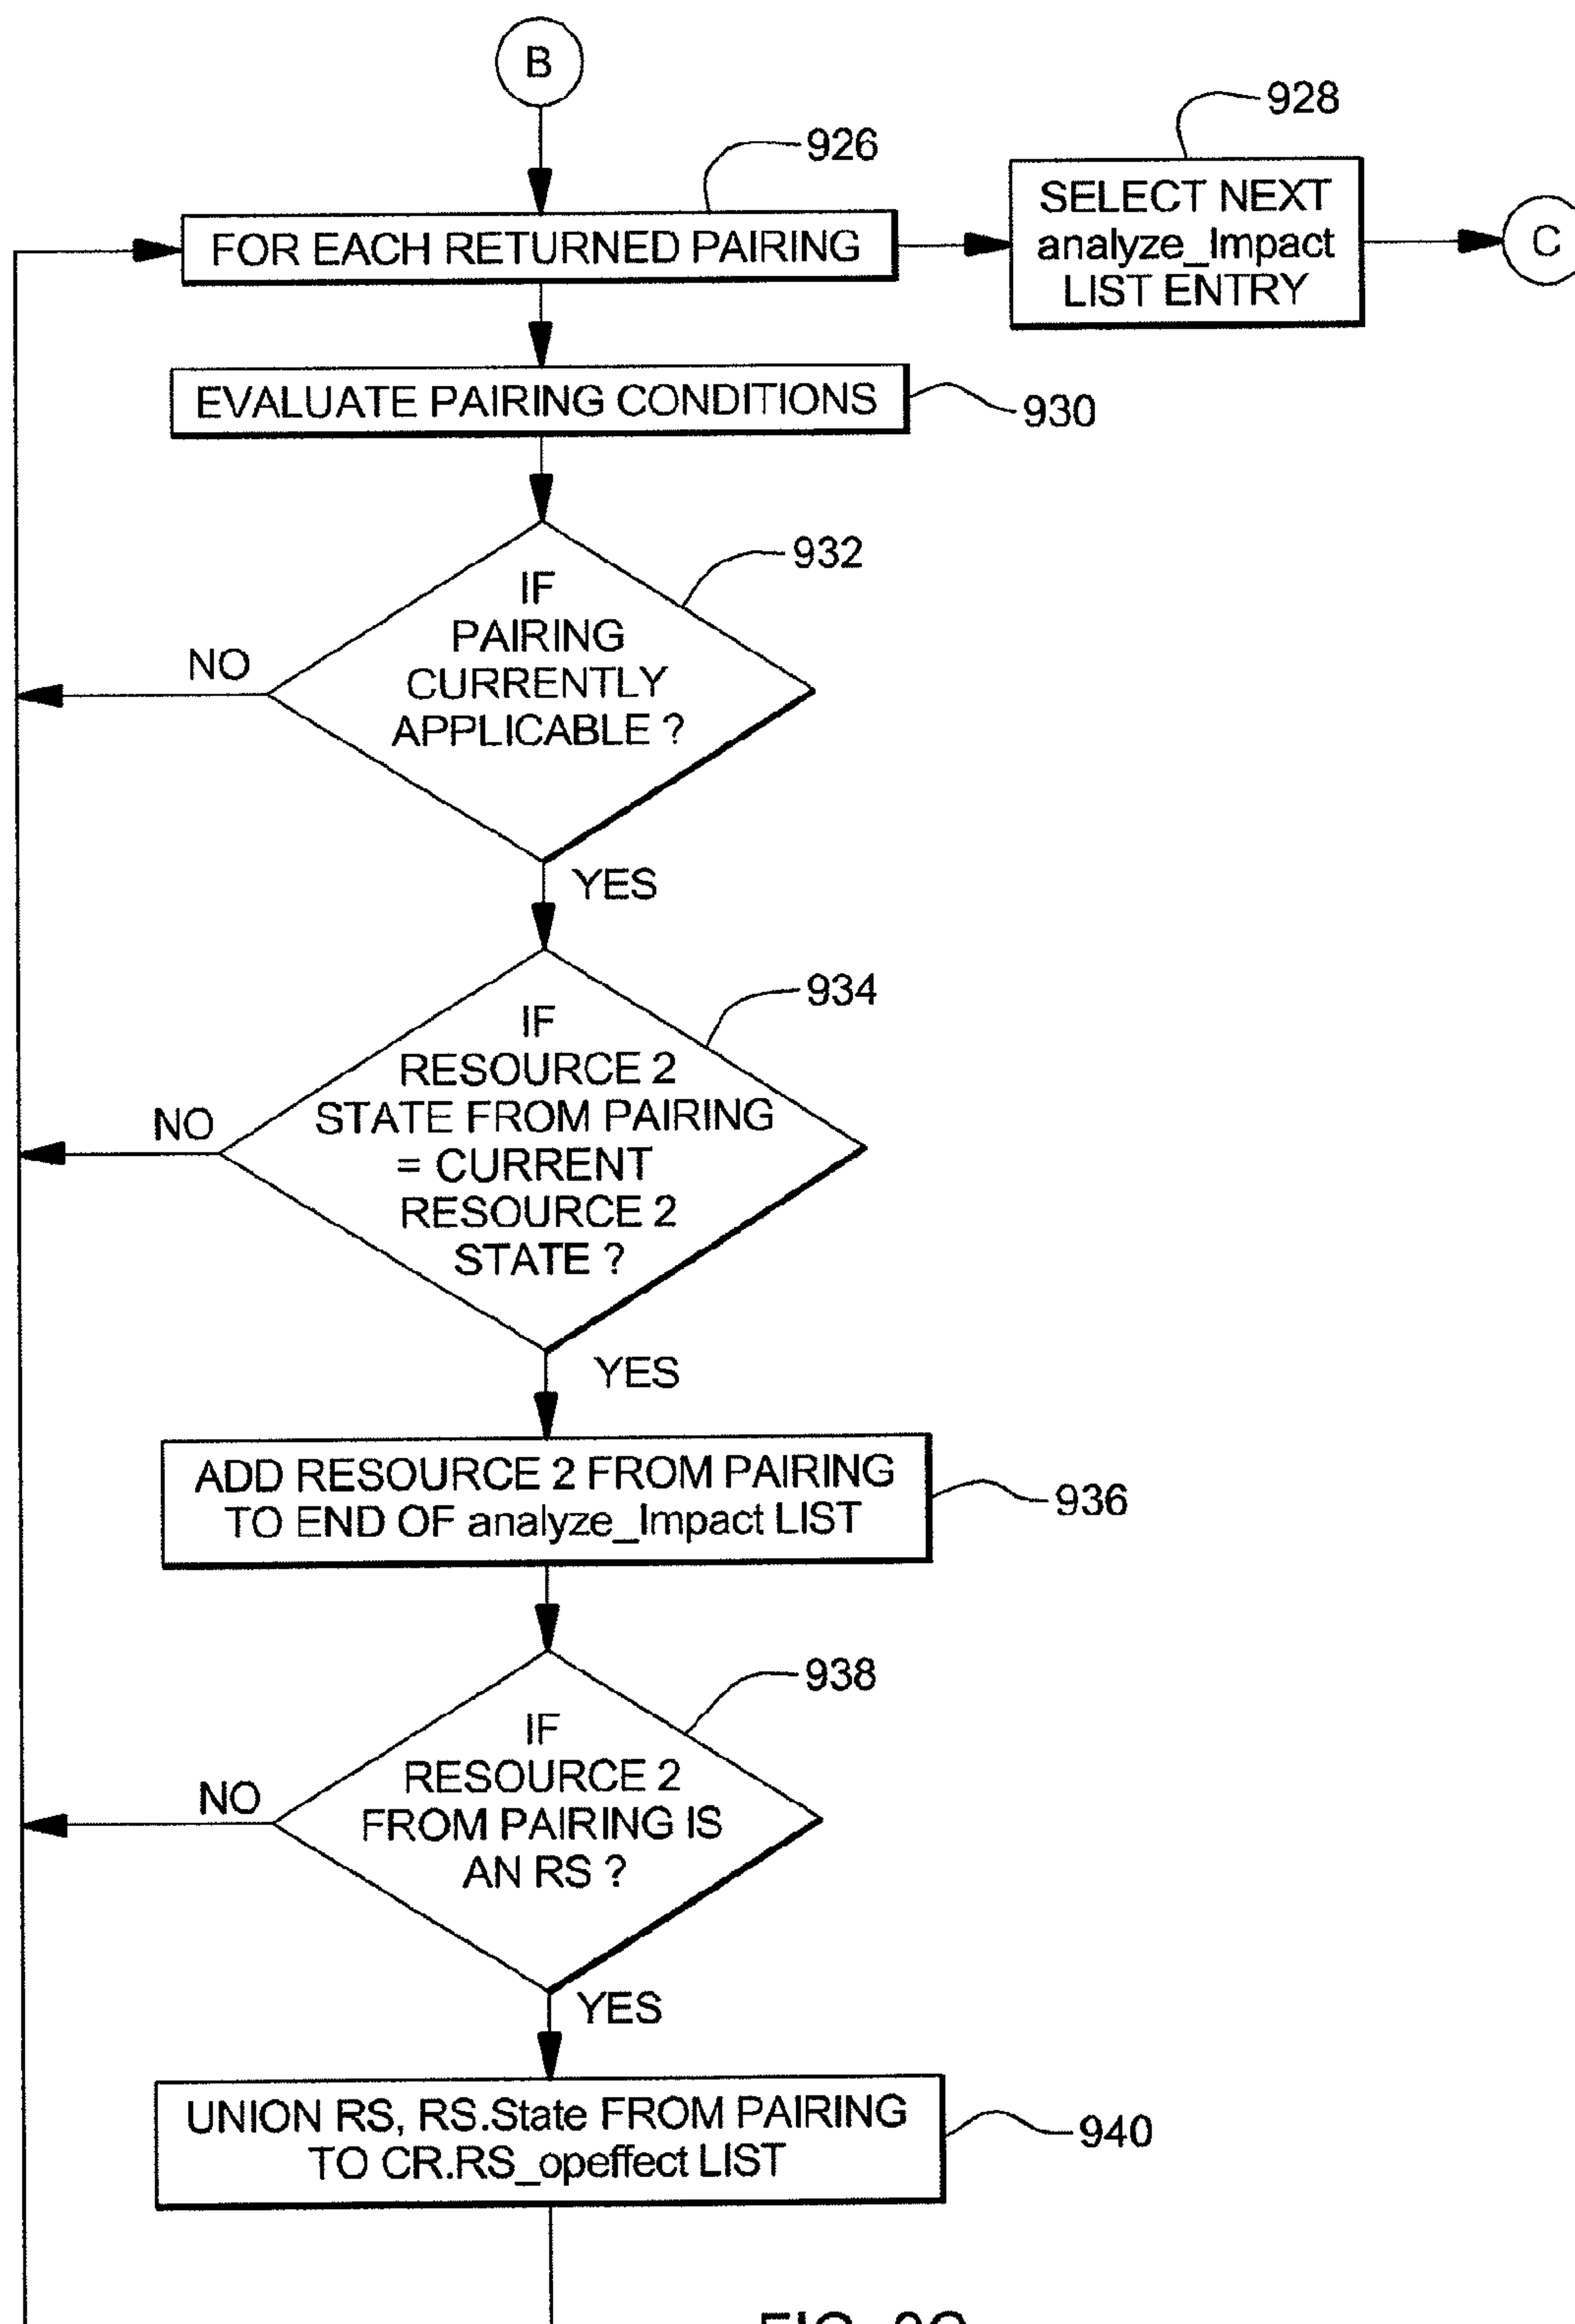 B
926
928
FOR EACH RETURNED PAIRING
SELECT NEXT
analyze_Impact
LIST ENTRY
C
EVALUATE PAIRING CONDITIONS
930
932
IF
PAIRING
CURRENTLY
APPLICABLE ?
NO
YES
934
IF
RESOURCE 2
STATE FROM PAIRING
= CURRENT
RESOURCE 2
STATE ?
NO
YES
ADD RESOURCE 2 FROM PAIRING
TO END OF analyze_Impact LIST
936
938
IF
RESOURCE 2
FROM PAIRING IS
AN RS ?
NO
YES
UNION RS, RS.State FROM PAIRING
TO CR.RS_opeffect LIST
940